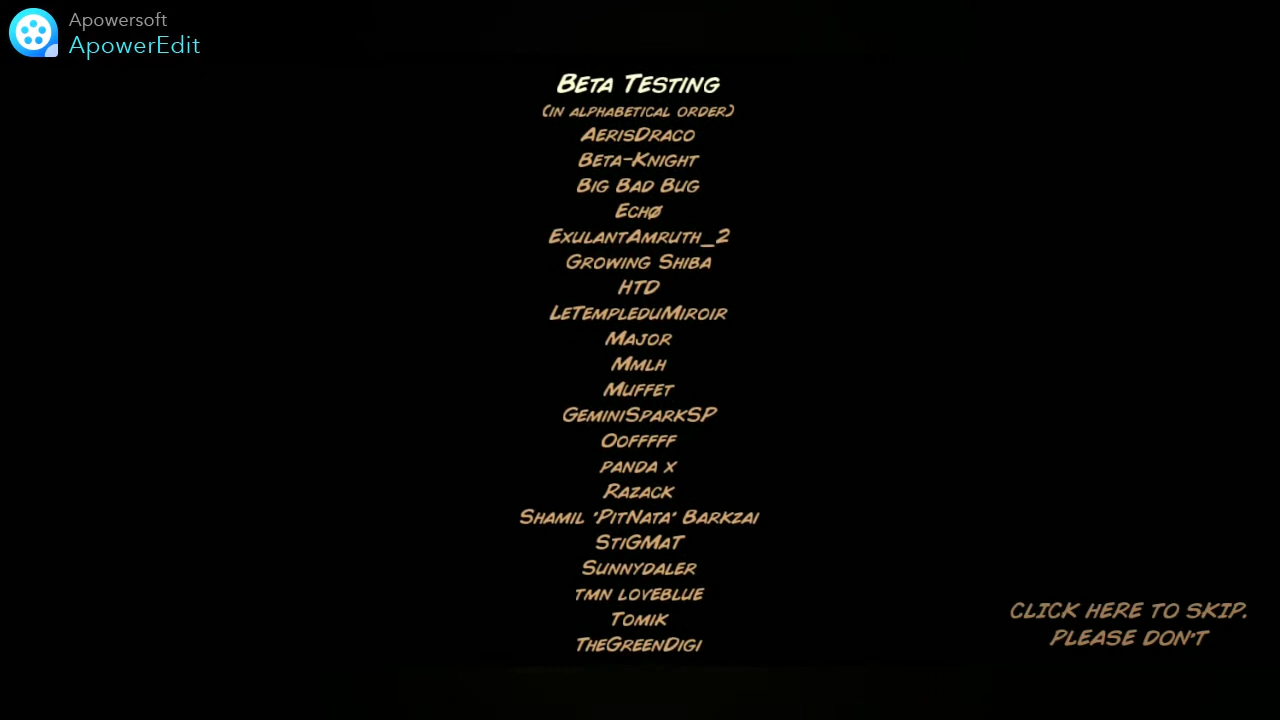 Apowersoft
ApowerEdit
Beta Testing
(in alphabetical order)
AerisDraco
Beta-Knight
Big Bad Bug
Echø
ExulantAmruth_2
Growing Shiba
HTD
LeTempleduMiroir
Major
Mmlh
Muffet
GeminiSparkSP
Oofffff
panda x
Razack
Shamil 'PitNata' Barkzai
StiGMaT
Sunnydaler
tmn loveblue
Tomik
TheGreenDigi
CLICK HERE TO SKIP.
PLEASE DON'T